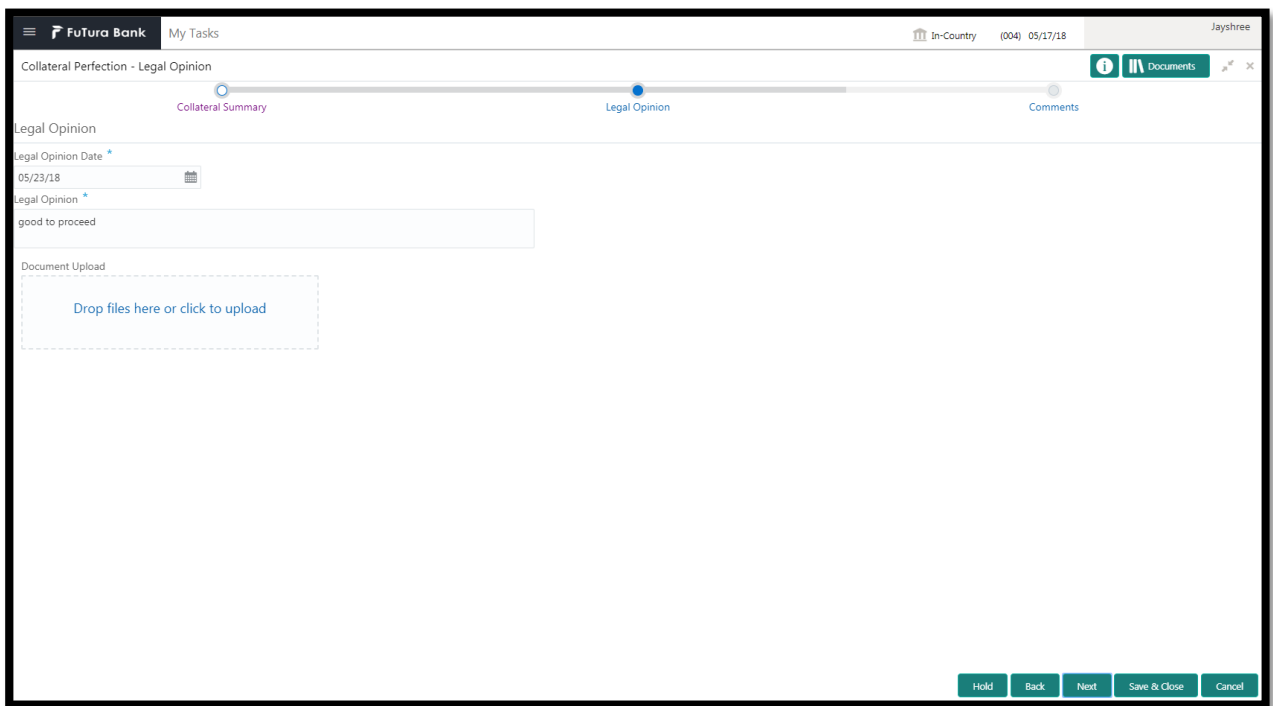 FuTura Bank My Tasks In-Country (004) 05/17/18 Jayshree
Collateral Perfection - Legal Opinion i Documents
Collateral Summary Legal Opinion Comments
Legal Opinion
Legal Opinion Date *
05/23/18
Legal Opinion *
good to proceed
Document Upload
Drop files here or click to upload
Hold Back Next Save & Close Cancel